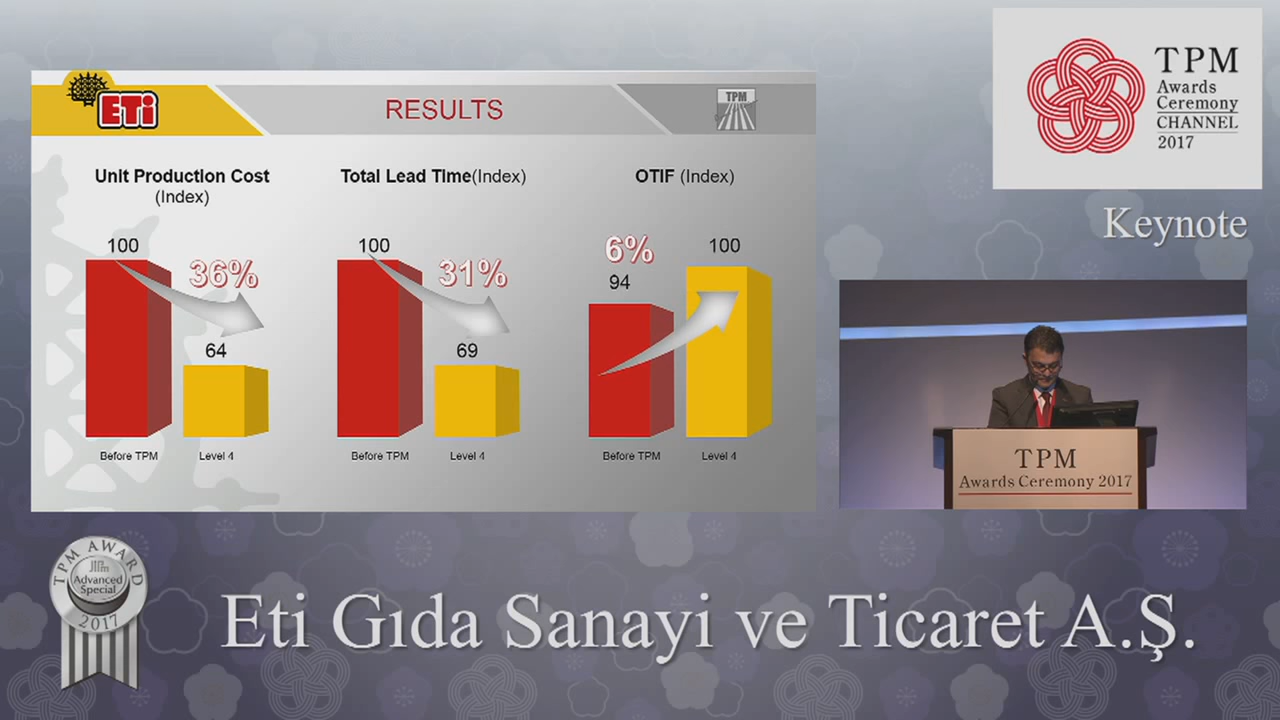 ETi
RESULTS
TPM
Unit Production Cost
(Index)
100
36%
64
Before TPM
Level 4
Total Lead Time(Index)
100
31%
69
Before TPM
Level 4
OTIF (Index)
6%
94
100
Before TPM
Level 4
TPM
Awards
Ceremony
CHANNEL
2017
Keynote
TPM
Awards Ceremony 2017
TPM AWARD
JIPM
Advanced
Special
2017
Eti Gıda Sanayi ve Ticaret A.Ş.